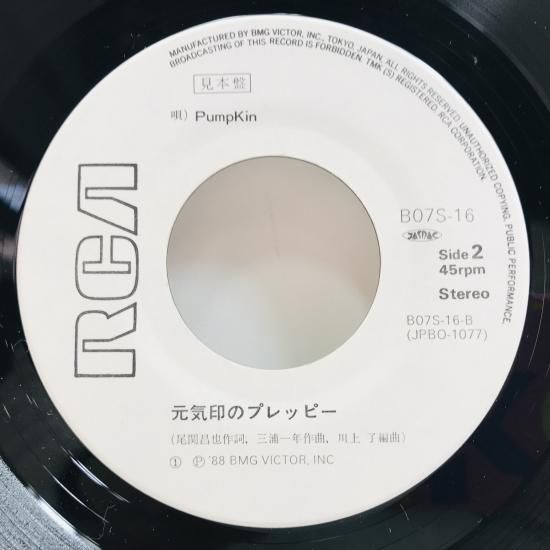 MANUFACTURED BY BMG VICTOR, INC., TOKYO, JAPAN. ALL RIGHTS RESERVED. UNAUTHORIZED COPYING, PUBLIC PERFORMANCE,
BROADCASTING OF THIS RECORD IS FORBIDDEN. TMK (S) REGISTERED. RCA CORPORATION.
見本盤
唄) PumpKin
RCA
B07S-16
JASRAC
Side 2
45rpm
Stereo
B07S-16-B
(JPBO-1077)
元気印のプレッピー
(尾関昌也作詞, 三浦一年作曲, 川上 了編曲)
① Ⓟ '88 BMG VICTOR, INC